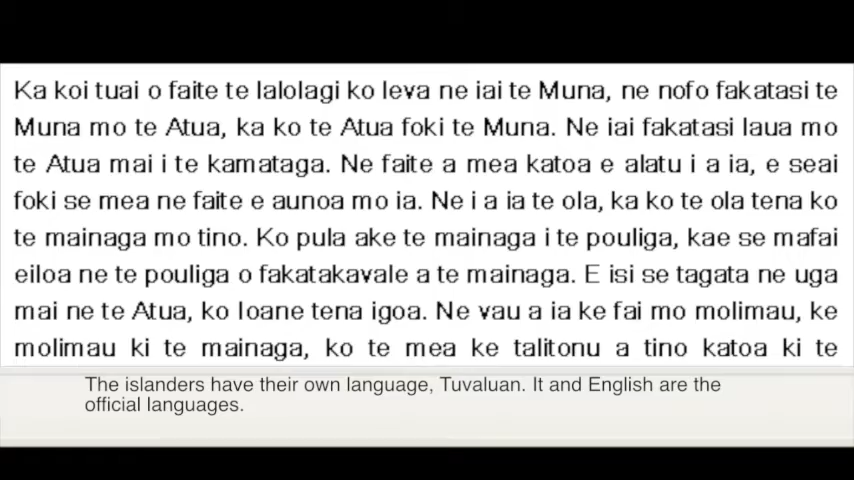 Ka koi tuai o faite te lalolagi ko leva ne iai te Muna, ne nofo fakatasi te
Muna mo te Atua, ka ko te Atua foki te Muna. Ne iai fakatasi laua mo
te Atua mai i te kamataga. Ne faite a mea katoa e alatu i a ia, e seai
foki se mea ne faite e aunoa mo ia. Ne i a ia te ola, ka ko te ola tena ko
te mainaga mo tino. Ko pula ake te mainaga i te pouliga, kae se mafai
eiloa ne te pouliga o fakatakavale a te mainaga. E isi se tagata ne uga
mai ne te Atua, ko Ioane tena igoa. Ne vau a ia ke fai mo molimau, ke
molimau ki te mainaga, ko te mea ke talitonu a tino katoa ki te
The islanders have their own language, Tuvaluan. It and English are the
official languages.